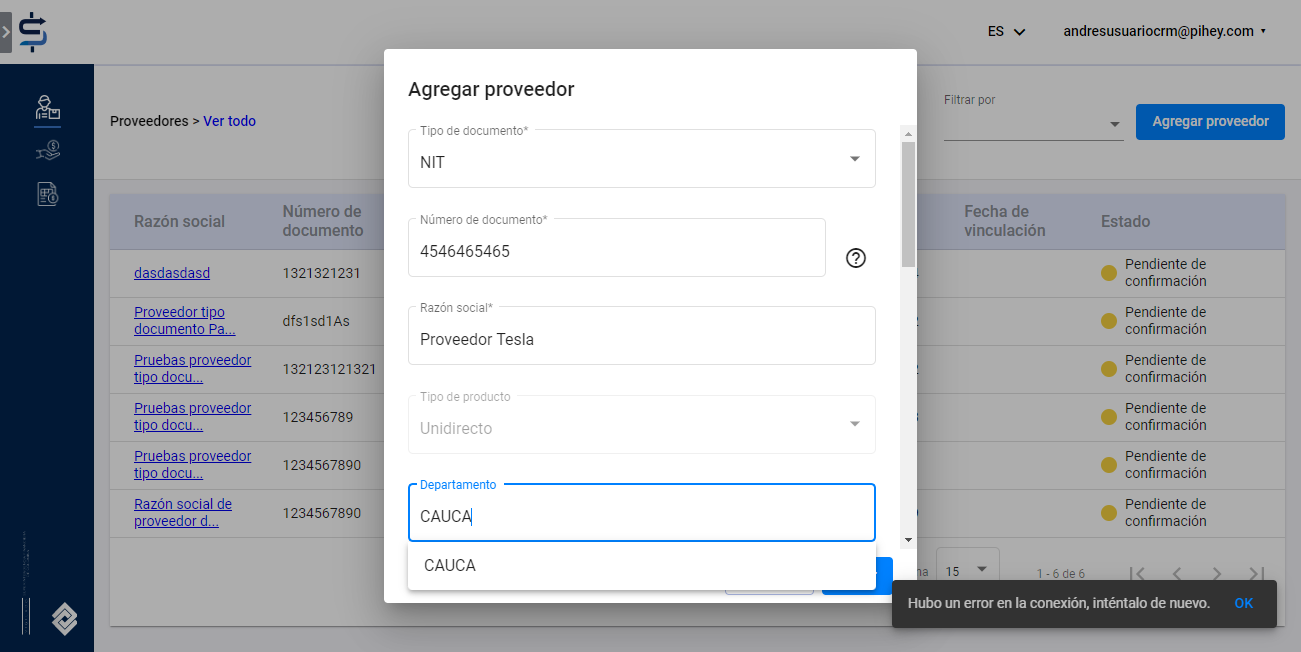 ES
andresusuariocrm@pihey.com
Proveedores > Ver todo
Filtrar por
Agregar proveedor
Razón social
Número de documento
Fecha de vinculación
Estado
dasdasdasd
1321321231
Pendiente de confirmación
Proveedor tipo documento Pa...
dfs1sd1As
Pendiente de confirmación
Pruebas proveedor tipo docu...
132123121321
Pendiente de confirmación
Pruebas proveedor tipo docu...
123456789
Pendiente de confirmación
Pruebas proveedor tipo docu...
1234567890
Pendiente de confirmación
Razón social de proveedor d...
1234567890
Pendiente de confirmación
15
1 - 6 de 6
Agregar proveedor
Tipo de documento*
NIT
Número de documento*
4546465465
Razón social*
Proveedor Tesla
Tipo de producto
Unidirecto
Departamento
CAUCA
CAUCA
Hubo un error en la conexión, inténtalo de nuevo.
OK